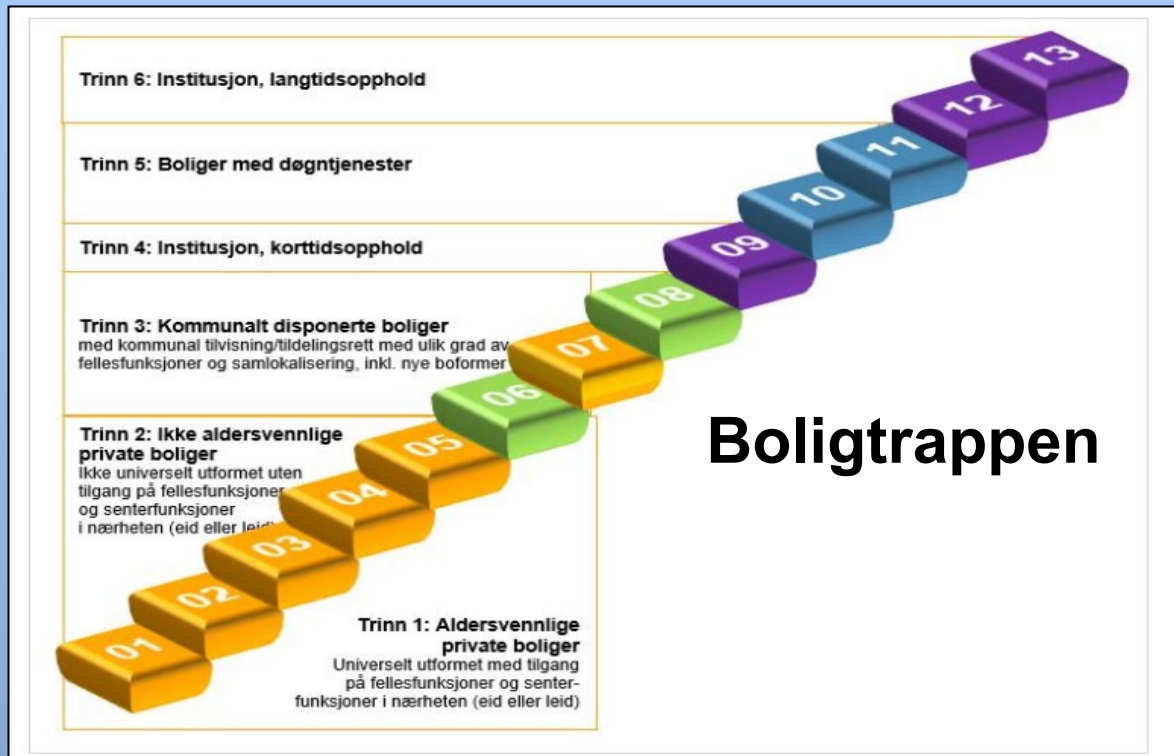 Trinn 6: Institusjon, langtidsopphold
Trinn 5: Boliger med døgntjenester
Trinn 4: Institusjon, korttidsopphold
Trinn 3: Kommunalt disponerte boliger
med kommunal tilvisning/tildelingsrett med ulik grad av
fellesfunksjoner og samlokalisering, inkl. nye boformer
Trinn 2: Ikke aldersvennlige
private boliger
Ikke universelt utformet uten
tilgang på fellesfunksjoner
og senterfunksjoner
i nærheten (eid eller leid)
Trinn 1: Aldersvennlige
private boliger
Universelt utformet med tilgang
på fellesfunksjoner og senter-
funksjoner i nærheten (eid eller leid)
01
02
03
04
05
06
07
08
09
10
11
12
13
Boligtrappen